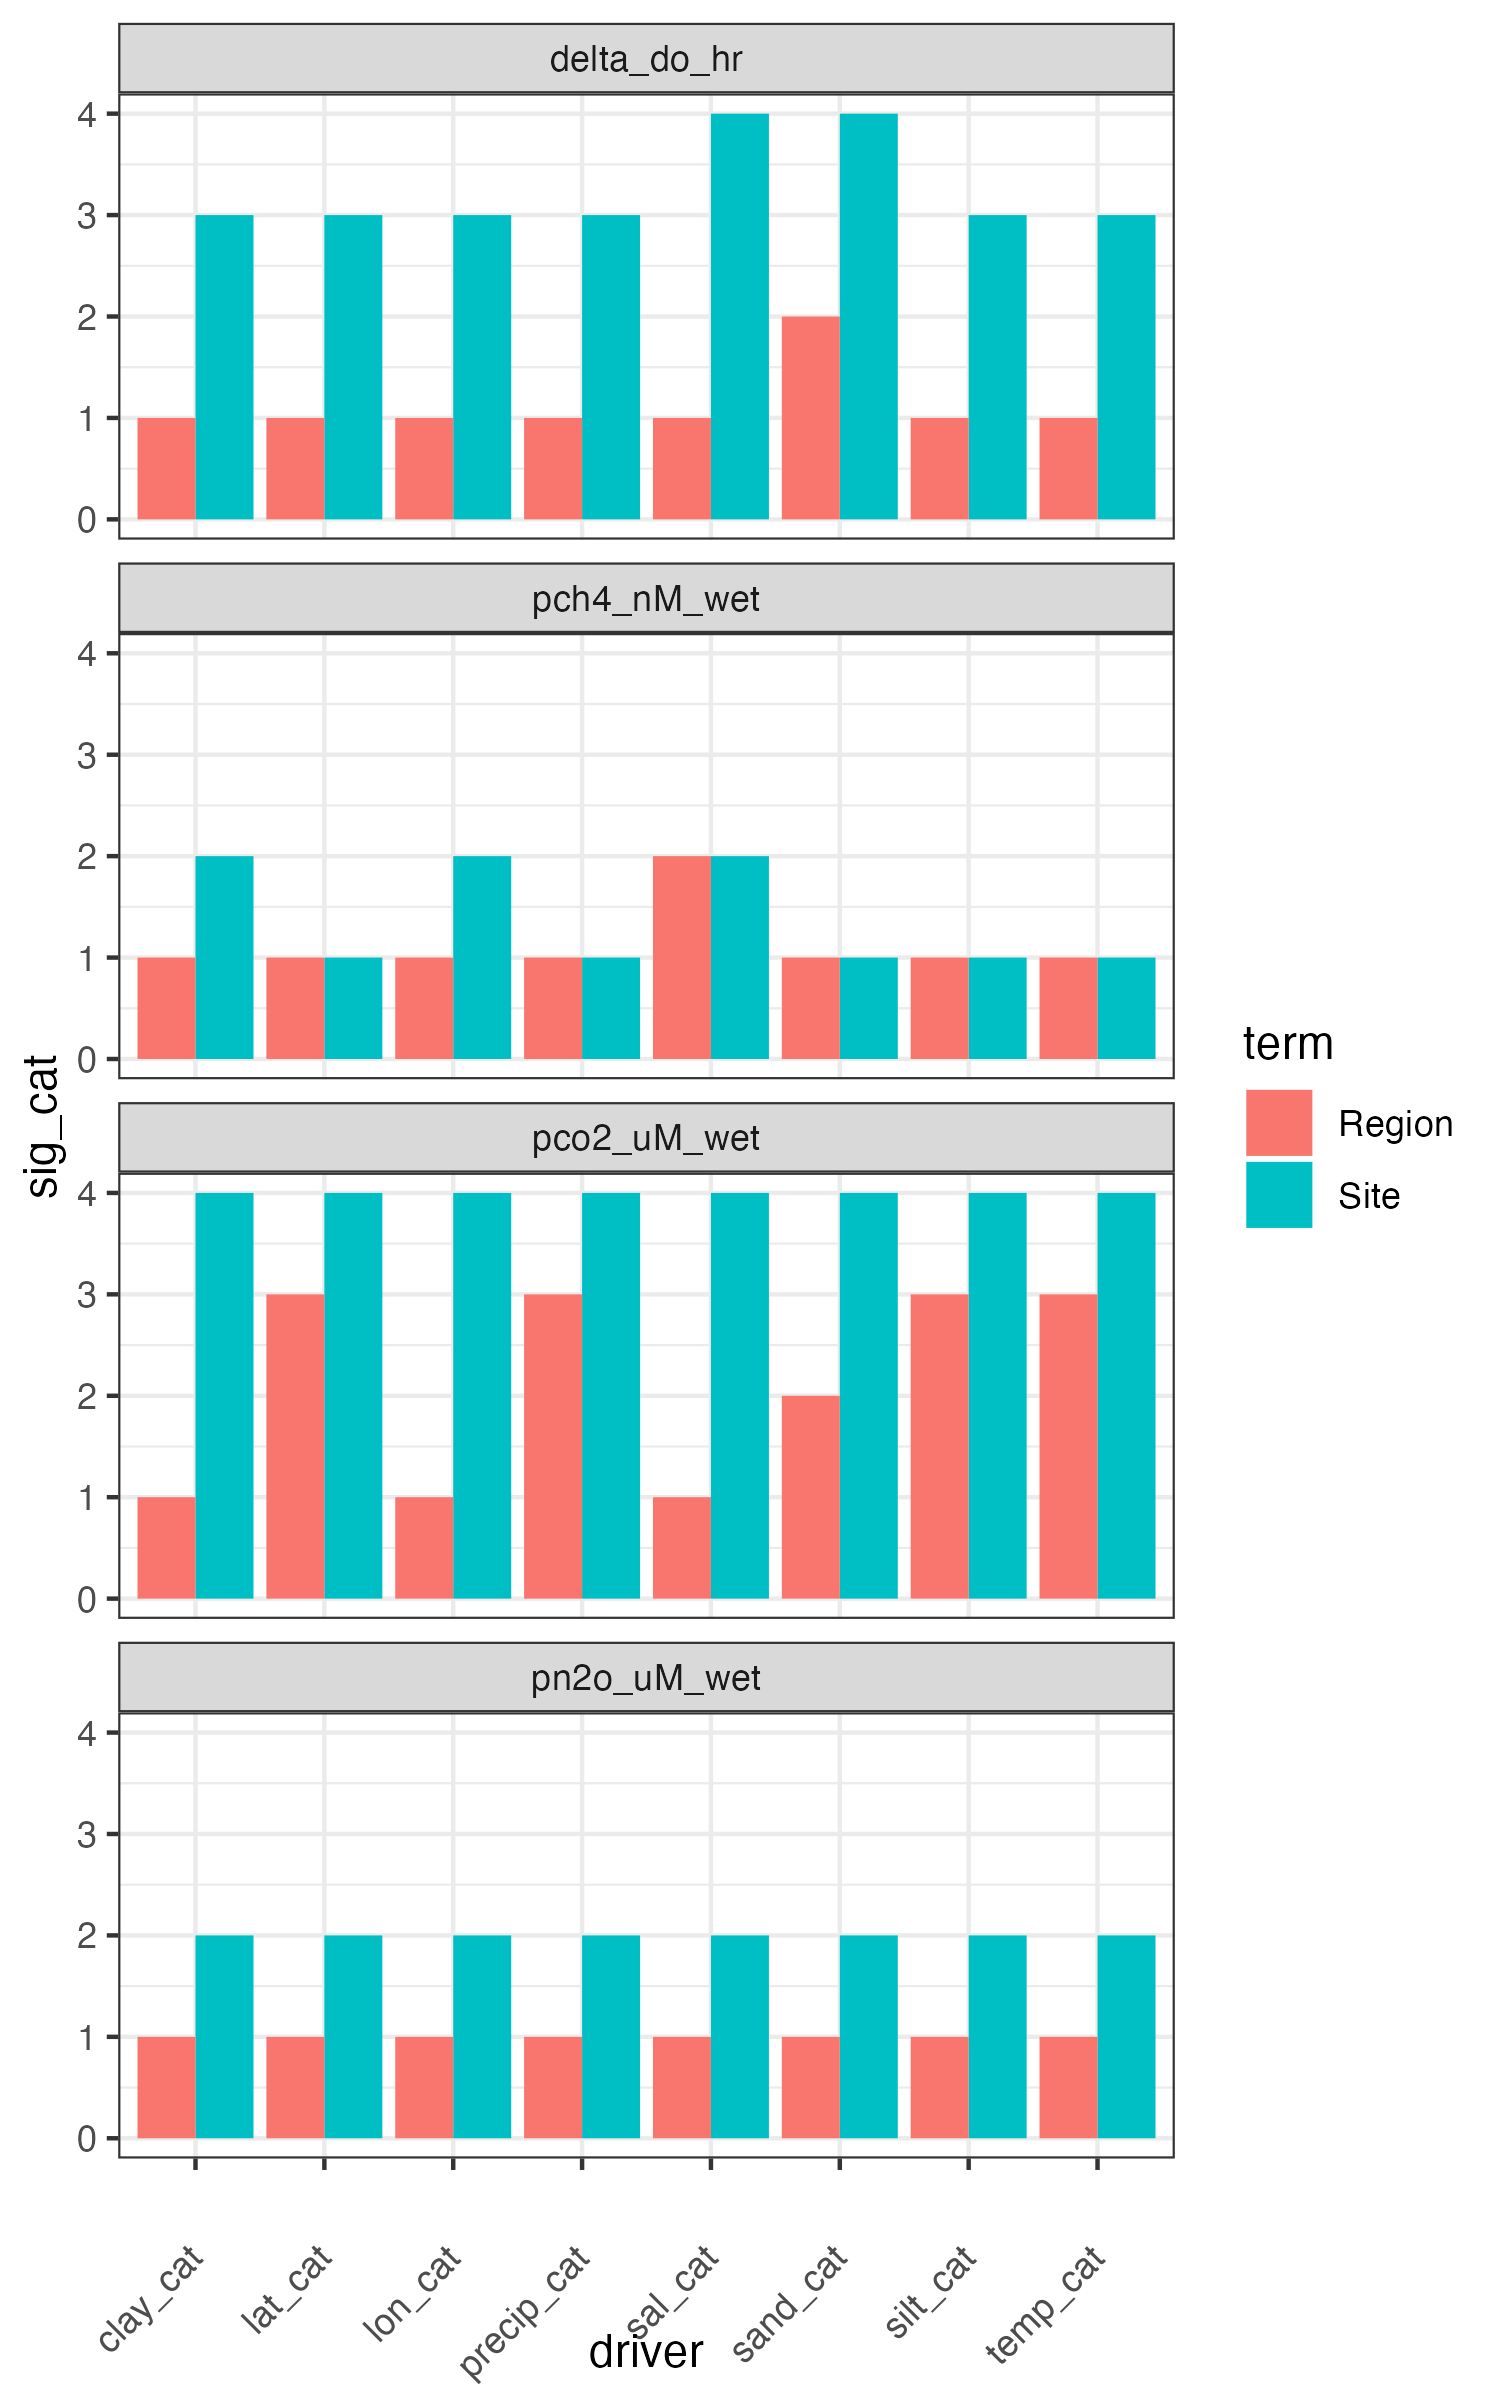 delta_do_hr
4
3
2
1
0
pch4_nM_wet
4
3
2
1
0
pco2_uM_wet
4
3
2
1
0
pn2o_uM_wet
4
3
2
1
0
clay_cat
lat_cat
lon_cat
precip_cat
sal_cat
sand_cat
silt_cat
temp_cat
driver
sig_cat
term
Region
Site